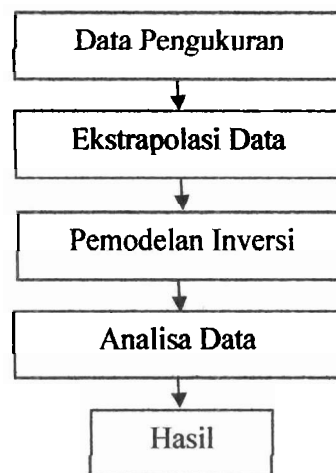 Data Pengukuran
Ekstrapolasi Data
Pemodelan Inversi
Analisa Data
Hasil